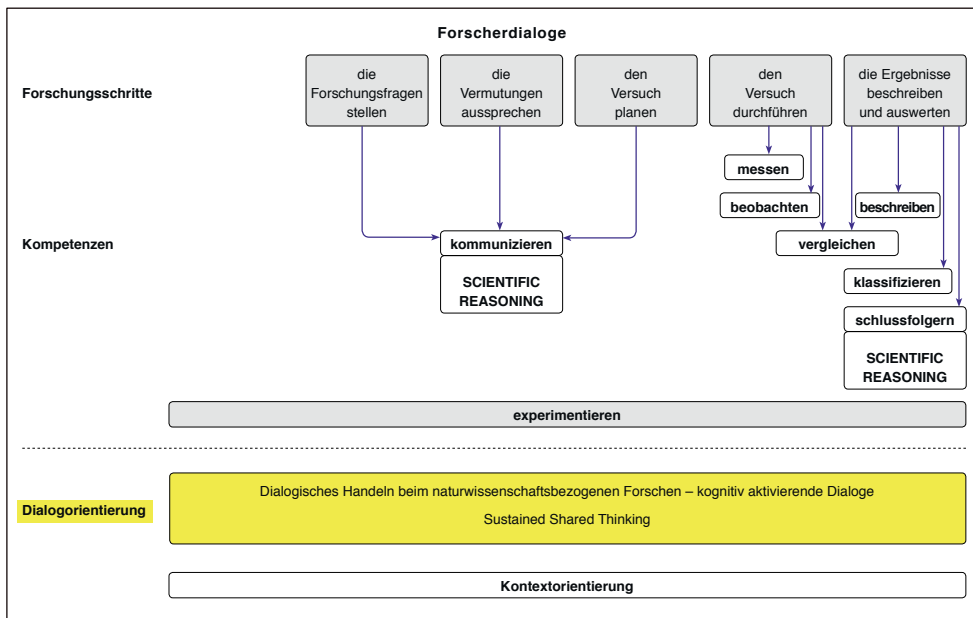 Forscherdialoge
Forschungsschritte
die
Forschungsfragen
stellen
die
Vermutungen
aussprechen
den
Versuch
planen
den
Versuch
durchführen
die Ergebnisse
beschreiben
und auswerten
messen
beobachten
beschreiben
Kompetenzen
kommunizieren
vergleichen
SCIENTIFIC
REASONING
klassifizieren
schlussfolgern
SCIENTIFIC
REASONING
experimentieren
Dialogorientierung
Dialogisches Handeln beim naturwissenschaftsbezogenen Forschen – kognitiv aktivierende Dialoge
Sustained Shared Thinking
Kontextorientierung